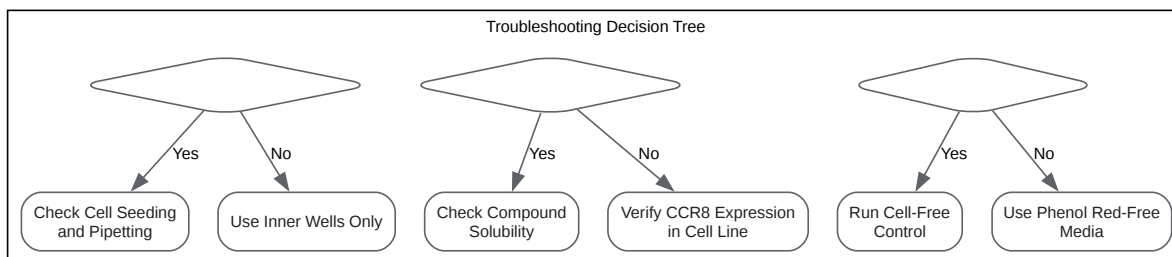 Troubleshooting Decision Tree
Yes
No
Yes
No
Yes
No
Check Cell Seeding
and Pipetting
Use Inner Wells Only
Check Compound
Solubility
Verify CCR8 Expression
in Cell Line
Run Cell-Free
Control
Use Phenol Red-Free
Media